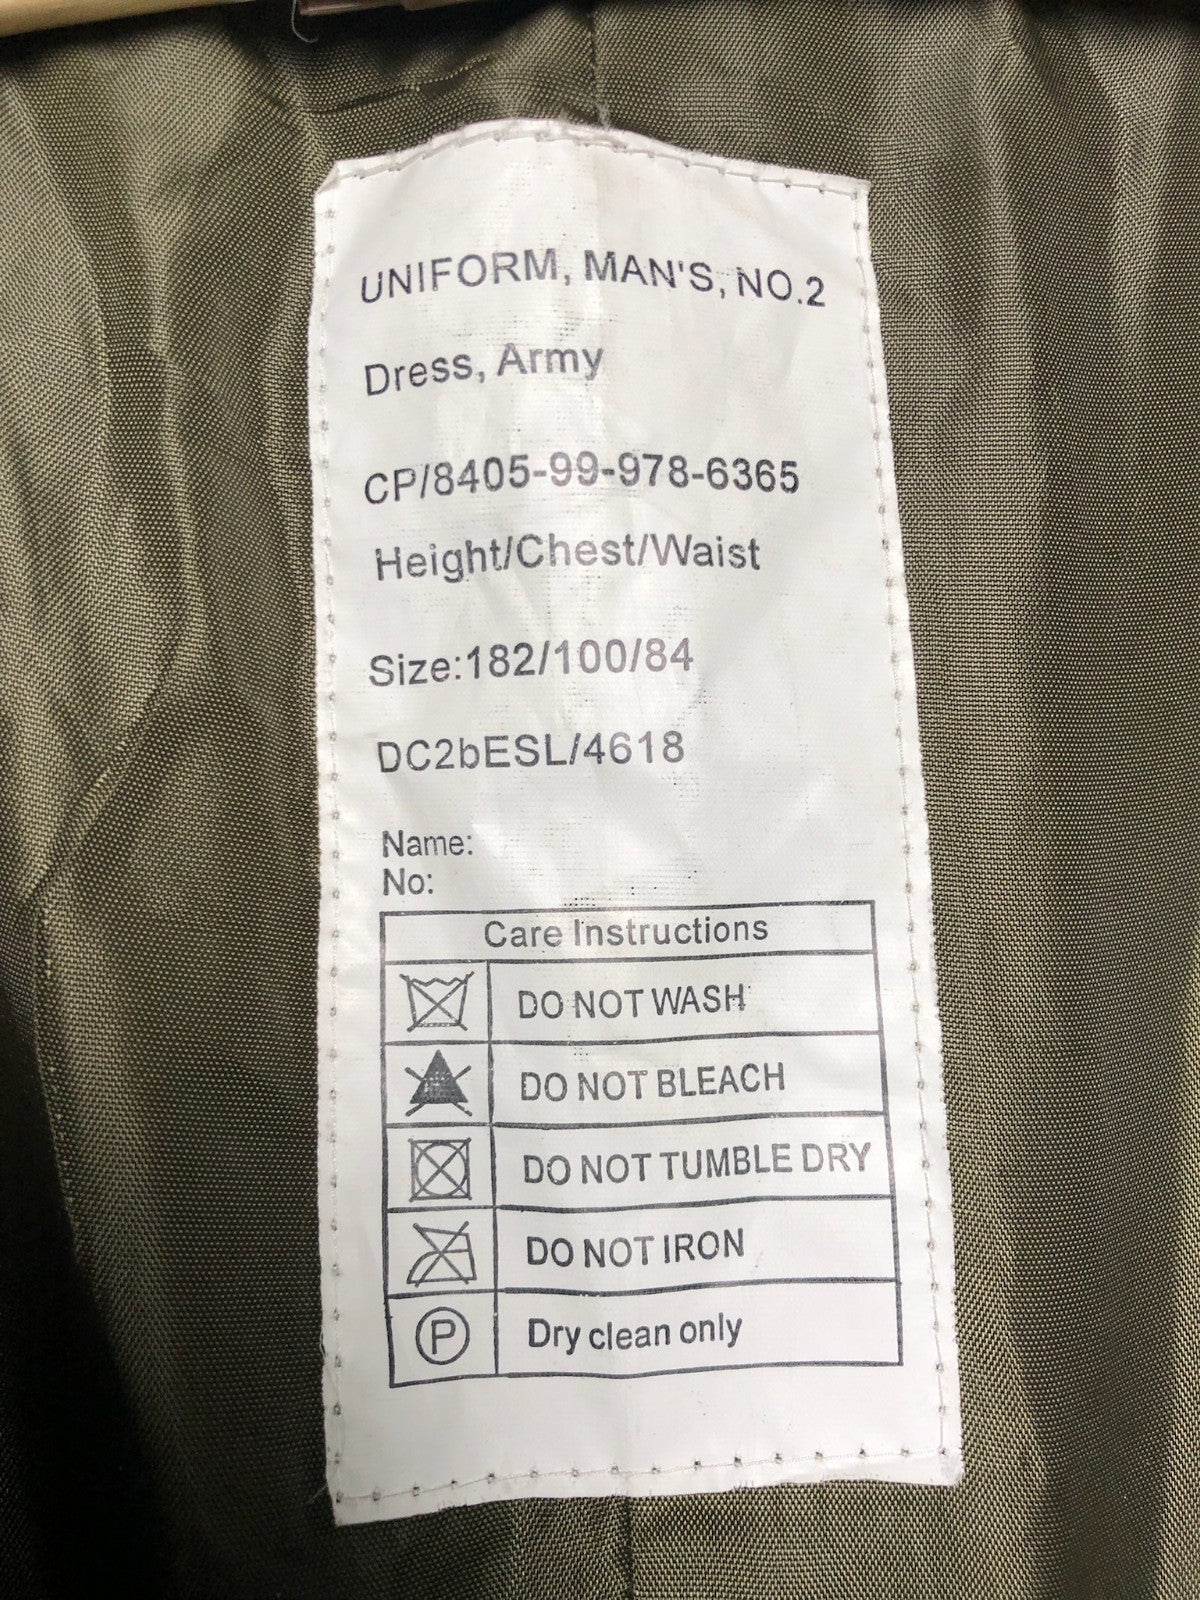 UNIFORM, MAN'S, NO.2
Dress, Army
CP/8405-99-978-6365
Height/Chest/Waist
Size:182/100/84
DC2bESL/4618
Name:
No:
Care Instructions
DO NOT WASH
DO NOT BLEACH
DO NOT TUMBLE DRY
DO NOT IRON
P Dry clean only